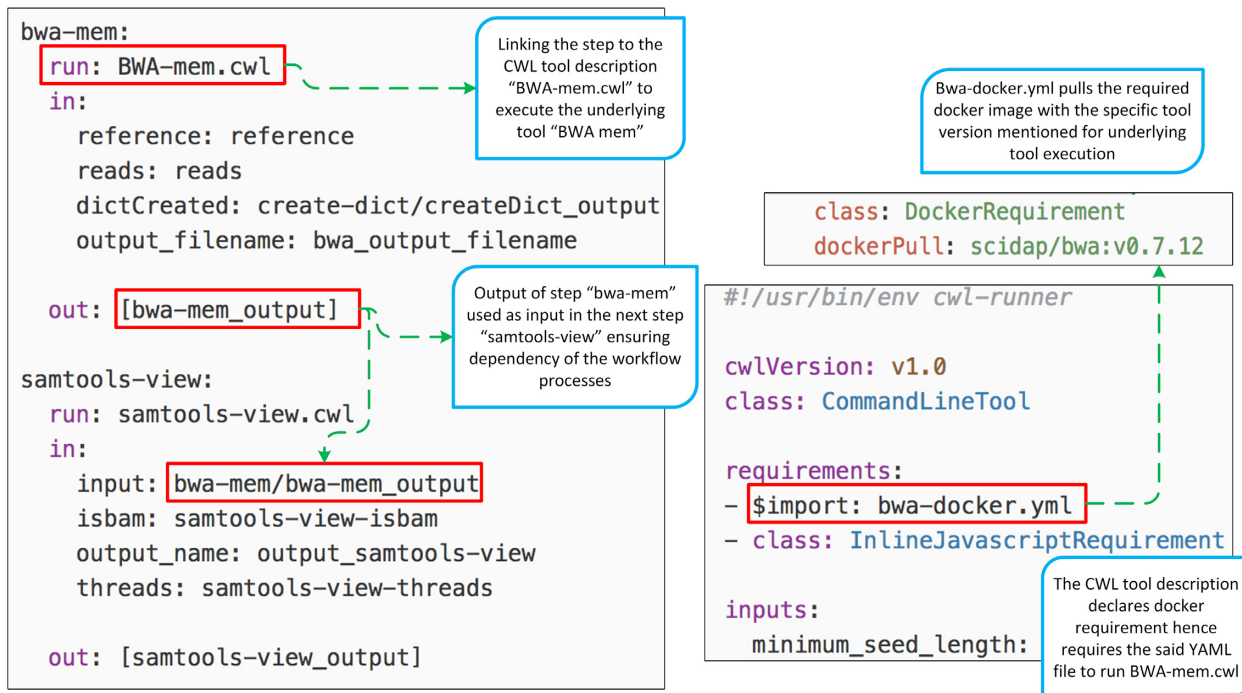 bwa-mem:
run: BWA-mem.cwl
in:
reference: reference
reads: reads
dictCreated: create-dict/createDict_output
output_filename: bwa_output_filename
out: [bwa-mem_output]
samtools-view:
run: samtools-view.cwl
in:
input: bwa-mem/bwa-mem_output
isbam: samtools-view-isbam
output_name: output_samtools-view
threads: samtools-view-threads
out: [samtools-view_output]
Linking the step to the
CWL tool description
“BWA-mem.cwl” to
execute the underlying
tool “BWA mem”
Output of step “bwa-mem”
used as input in the next step
“samtools-view” ensuring
dependency of the workflow
processes
Bwa-docker.yml pulls the required
docker image with the specific tool
version mentioned for underlying
tool execution
class: DockerRequirement
dockerPull: scidap/bwa:v0.7.12
#!/usr/bin/env cwl-runner
cwlVersion: v1.0
class: CommandLineTool
requirements:
- $import: bwa-docker.yml
- class: InlineJavascriptRequirement
inputs:
minimum_seed_length:
The CWL tool description
declares docker
requirement hence
requires the said YAML
file to run BWA-mem.cwl